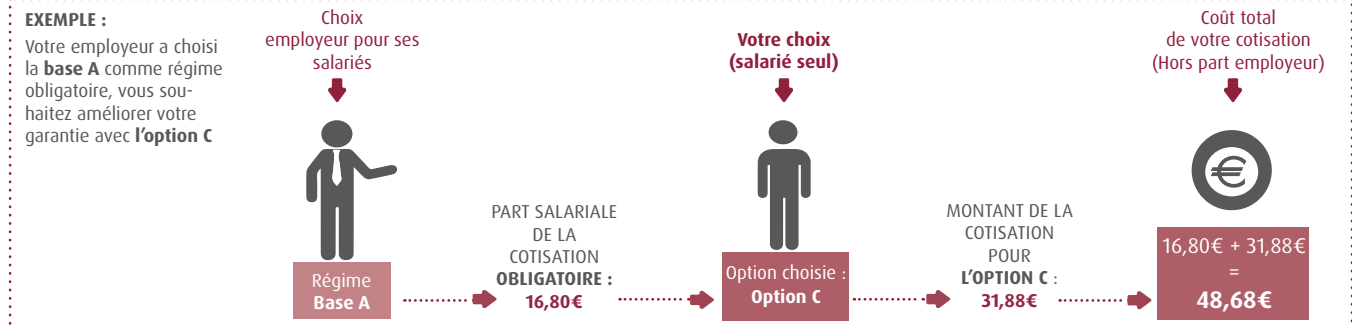 EXEMPLE :
Votre employeur a choisi
la base A comme régime
obligatoire, vous sou-
haitez améliorer votre
garantie avec l'option C
Choix
employeur pour ses
salariés
Régime
Base A
PART SALARIALE
DE LA
COTISATION
OBLIGATOIRE :
16,80€
Votre choix
(salarié seul)
Option choisie :
Option C
MONTANT DE LA
COTISATION
POUR
L'OPTION C :
31,88€
Coût total
de votre cotisation
(Hors part employeur)
€
16,80€ + 31,88€
=
48,68€